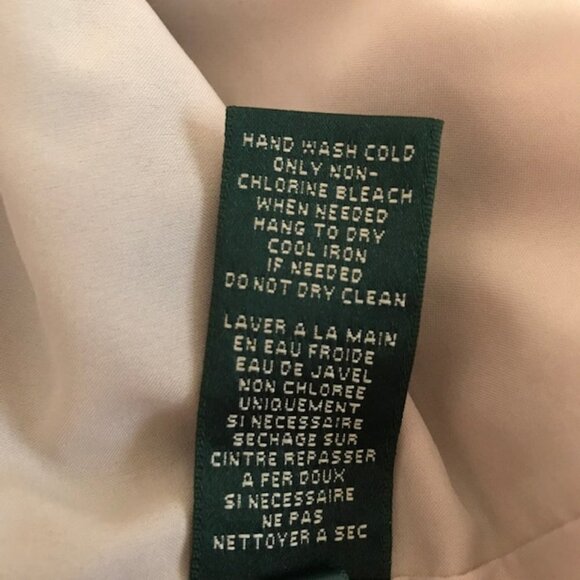 HAND WASH COLD
ONLY NON-
CHLORINE BLEACH
WHEN NEEDED
HANG TO DRY
COOL IRON
IF NEEDED
DO NOT DRY CLEAN
LAVER A LA MAIN
EN EAU FROIDE
EAU DE JAVEL
NON CHLOREE
UNIQUEMENT
SI NECESSAIRE
SECHAGE SUR
CINTRE REPASSER
A FER DOUX
SI NECESSAIRE
NE PAS
NETTOYER A SEC